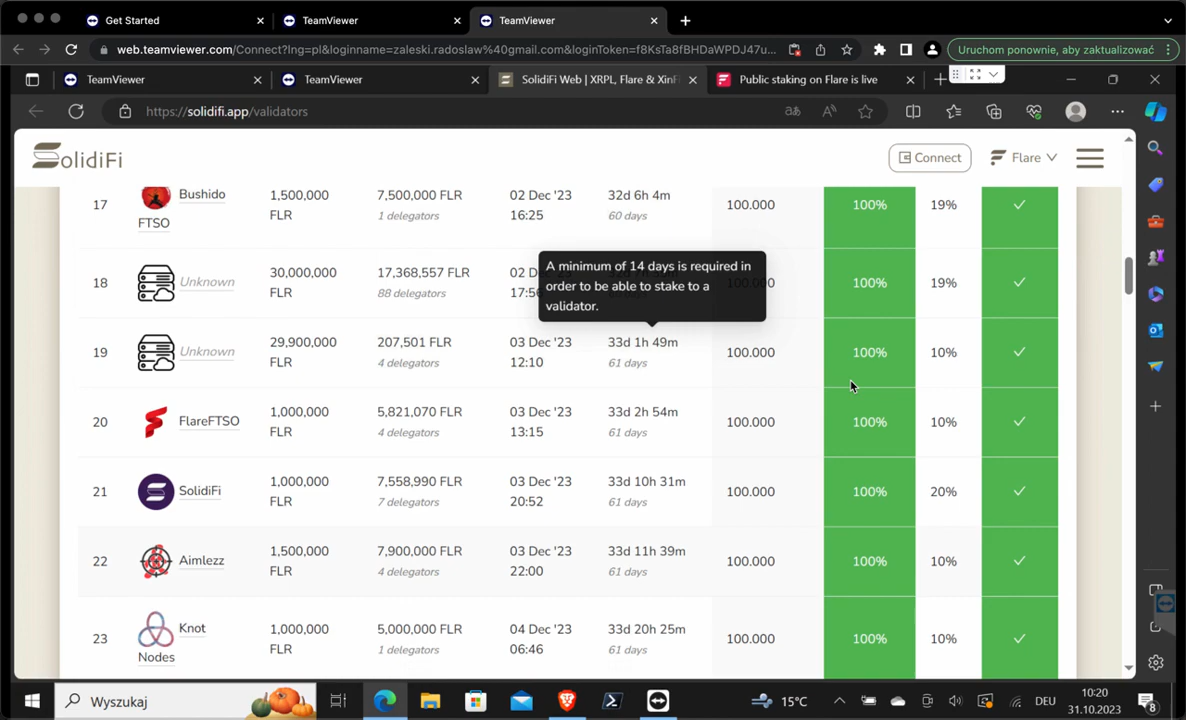 Get Started
TeamViewer
TeamViewer
web.teamviewer.com/Connect?lng=pl&loginname=zaleski.radoslaw%40gmail.com&loginToken=f8KsTa8fBHDaWPDJ47u...
Uruchom ponownie, aby zaktualizować
TeamViewer
TeamViewer
SolidiFi Web | XRPL, Flare & XinFi
Public staking on Flare is live
https://solidifi.app/validators
SolidiFi
Connect
Flare
17
Bushido FTSO
1,500,000 FLR
7,500,000 FLR
1 delegators
02 Dec '23 16:25
32d 6h 4m
60 days
100.000
100%
19%
18
Unknown
30,000,000 FLR
17,368,557 FLR
88 delegators
100%
19%
A minimum of 14 days is required in
order to be able to stake to a
validator.
19
Unknown
29,900,000 FLR
207,501 FLR
4 delegators
03 Dec '23 12:10
33d 1h 49m
61 days
100.000
100%
10%
20
FlareFTSO
1,000,000 FLR
5,821,070 FLR
4 delegators
03 Dec '23 13:15
33d 2h 54m
61 days
100.000
100%
10%
21
SolidiFi
1,000,000 FLR
7,558,990 FLR
7 delegators
03 Dec '23 20:52
33d 10h 31m
61 days
100.000
100%
20%
22
Aimlezz
1,500,000 FLR
7,900,000 FLR
4 delegators
03 Dec '23 22:00
33d 11h 39m
61 days
100.000
100%
10%
23
Knot Nodes
1,000,000 FLR
5,000,000 FLR
1 delegators
04 Dec '23 06:46
33d 20h 25m
61 days
100.000
100%
10%
Wyszukaj
15°C
DEU
10:20
31.10.2023
8